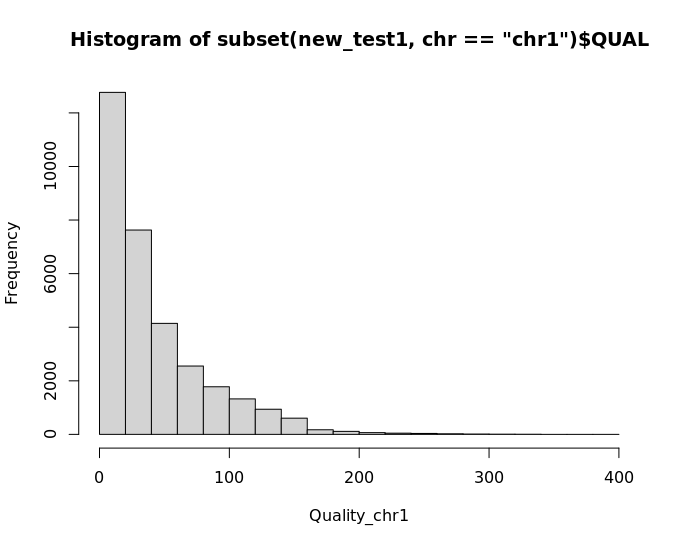 Histogram of subset(new_test1, chr == "chr1")$QUAL
Frequency
10000
6000
2000
0
0 100 200 300 400
Quality_chr1